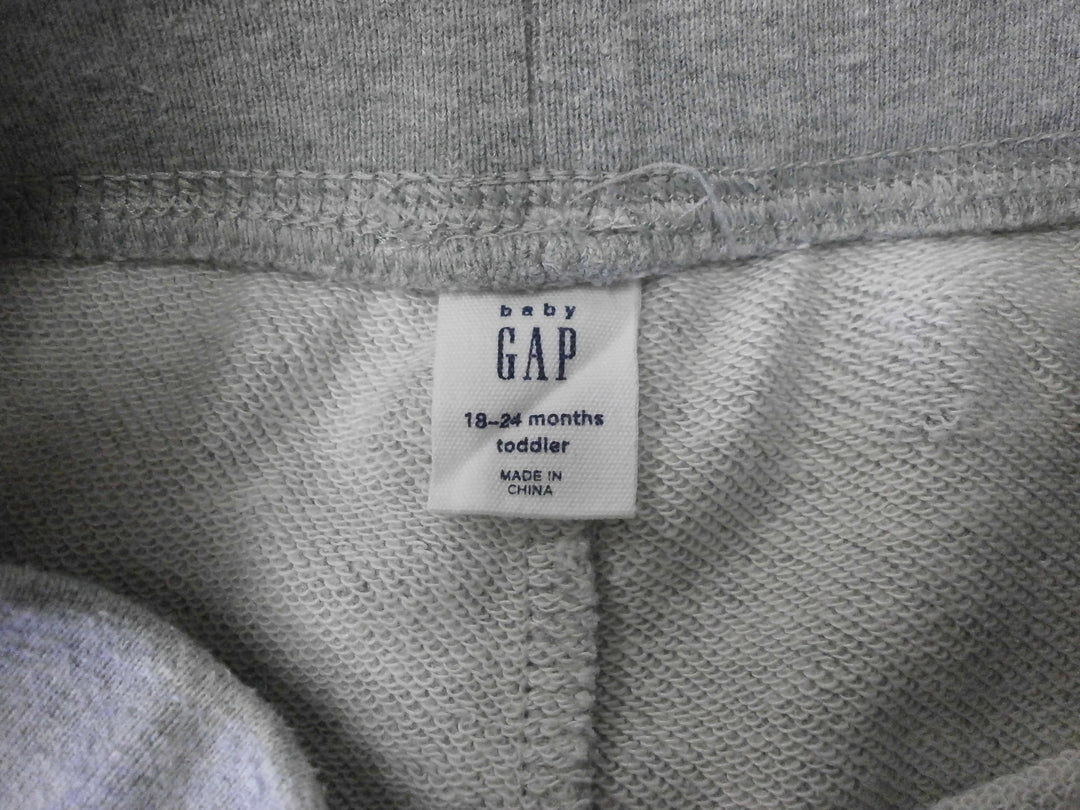 baby
GAP
18-24 months
toddler
MADE IN
CHINA